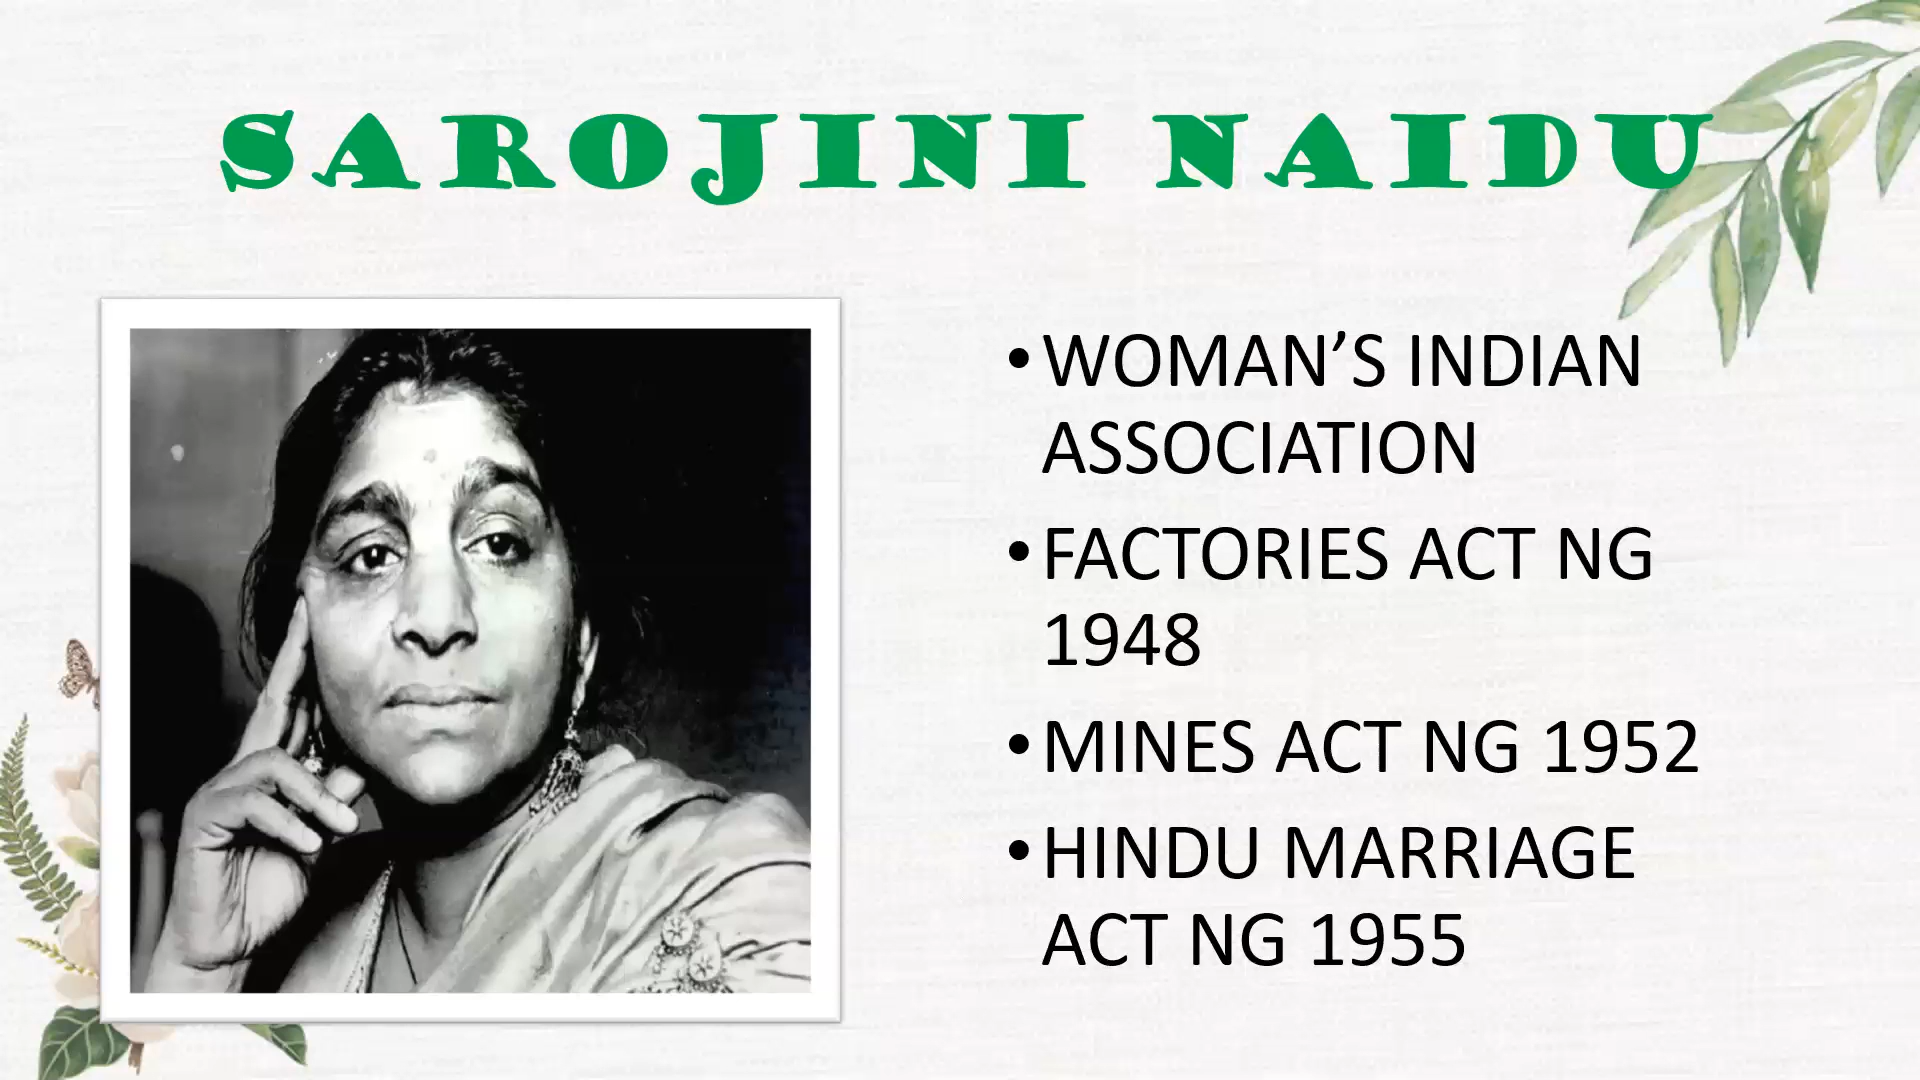 SAROJINI NAIDU
• WOMAN’S INDIAN
ASSOCIATION
• FACTORIES ACT NG
1948
• MINES ACT NG 1952
• HINDU MARRIAGE
ACT NG 1955